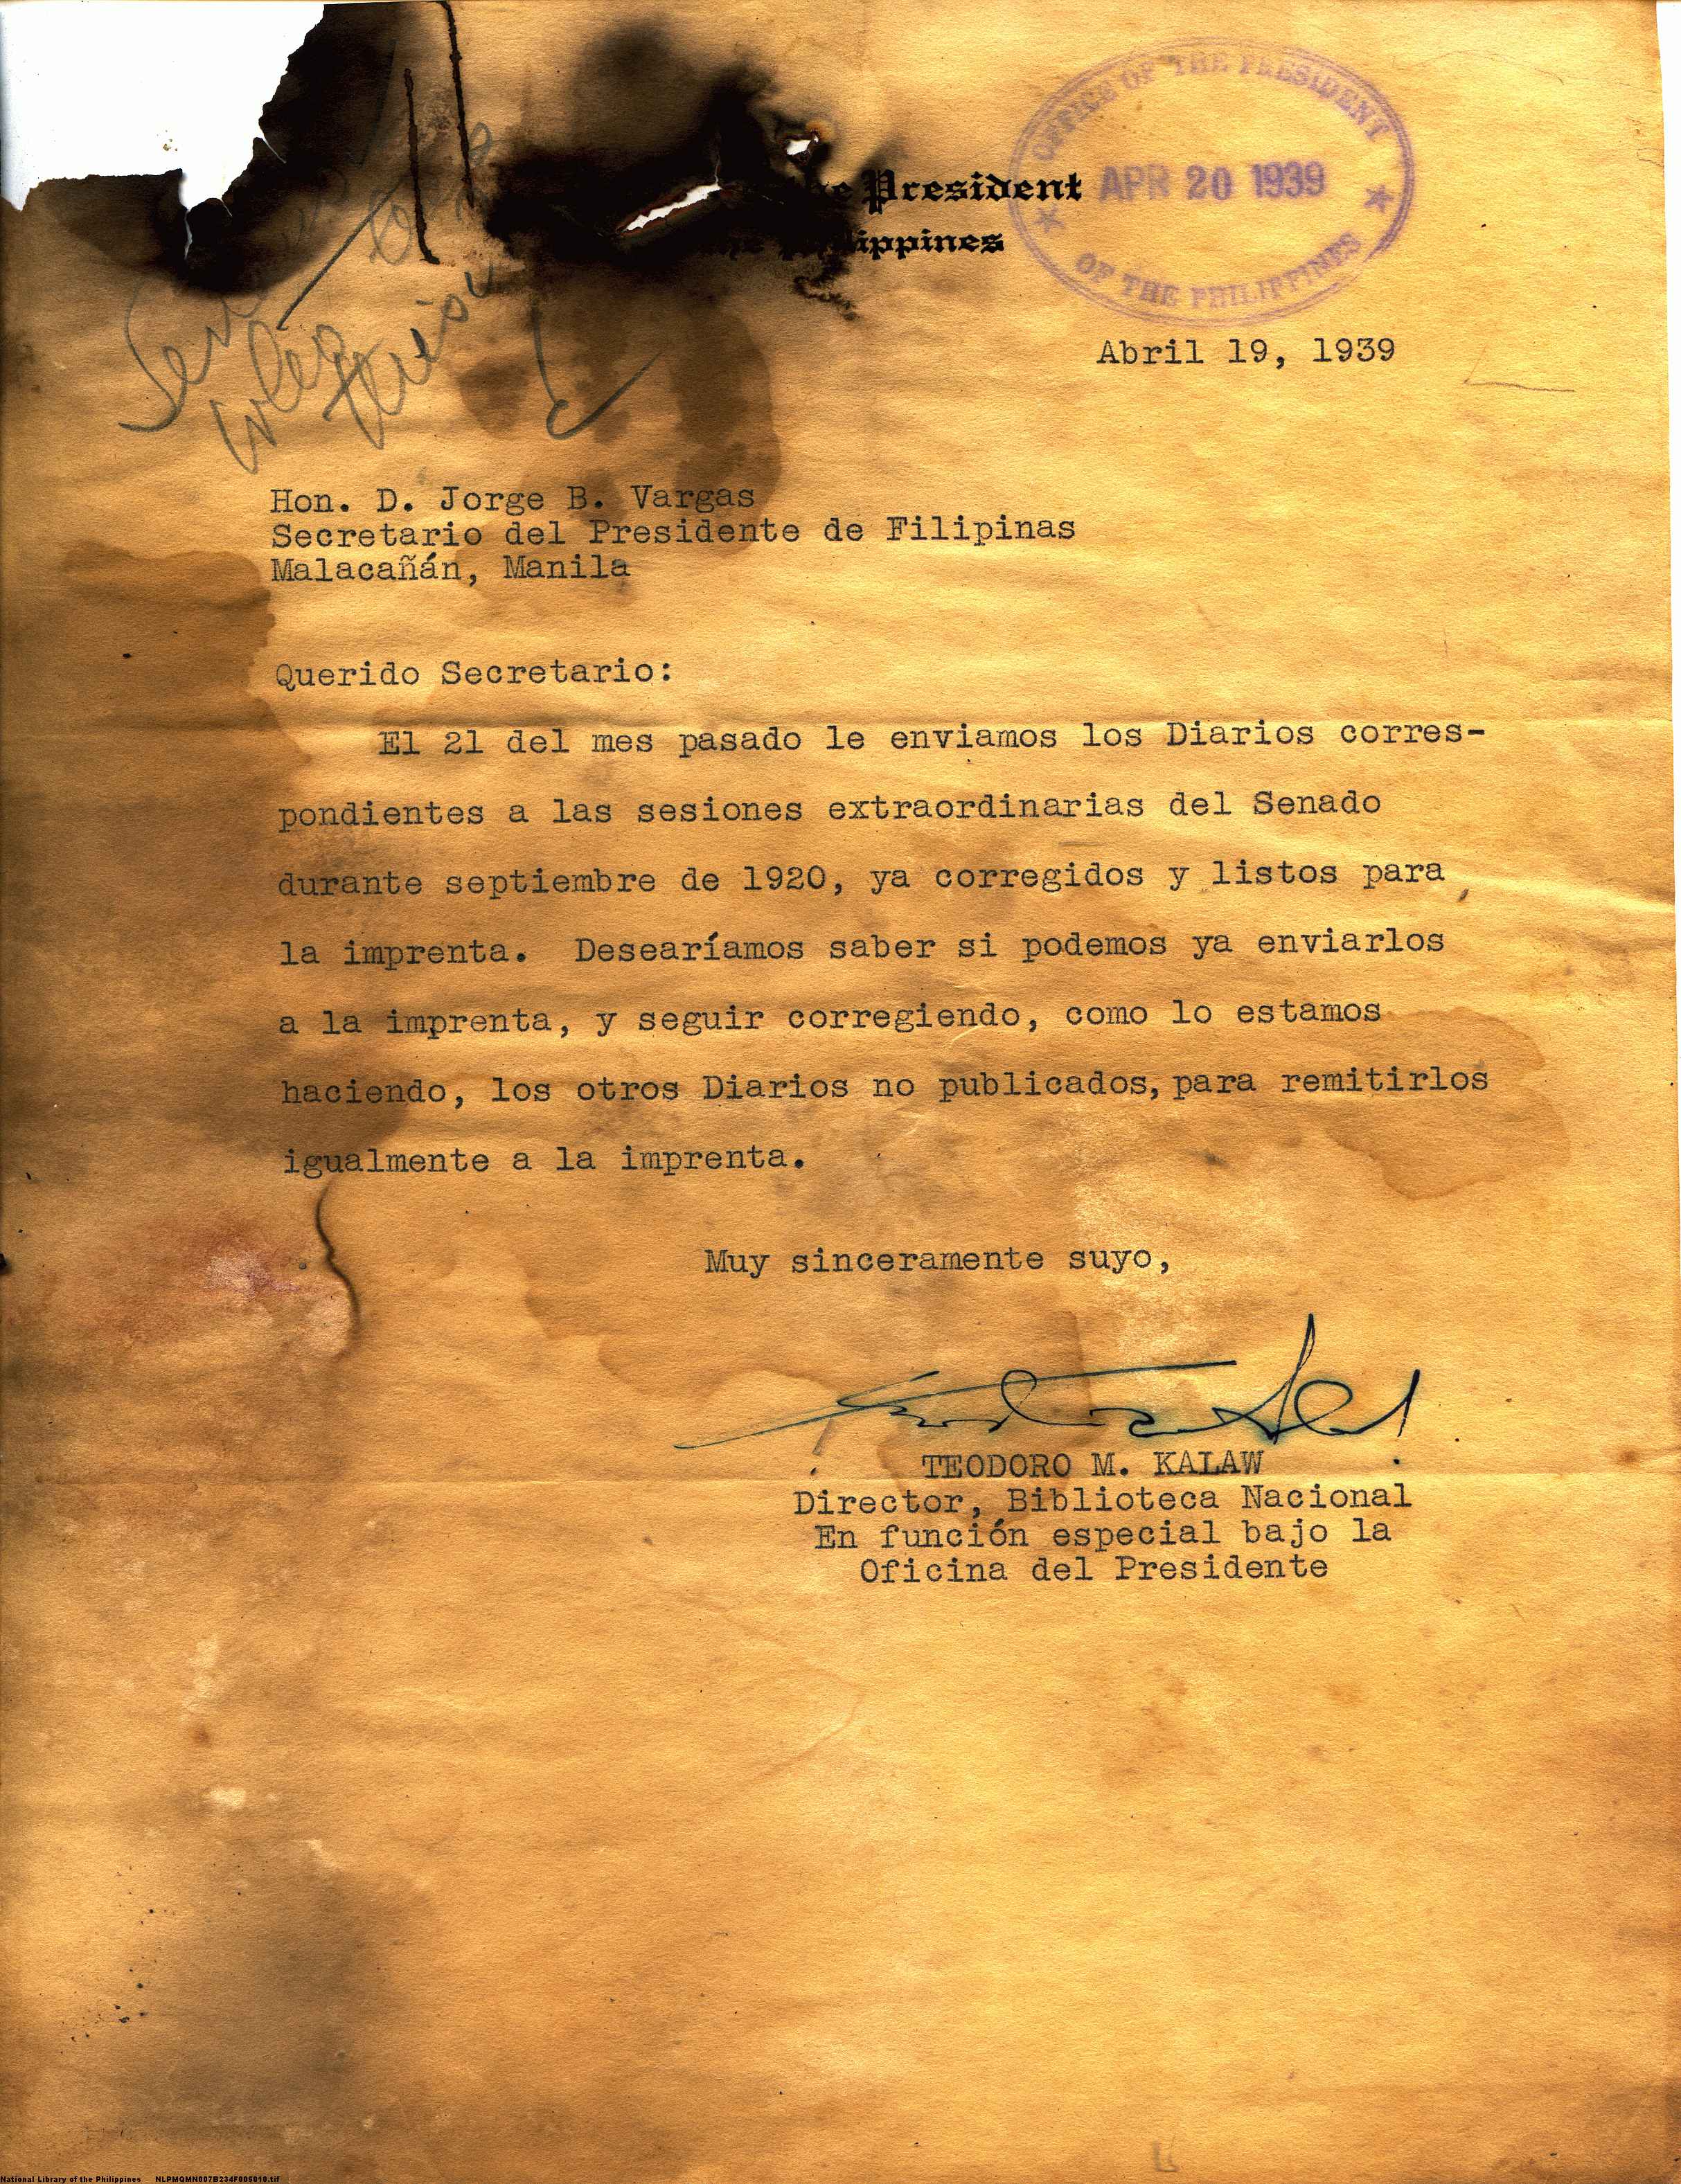 OFFICE OF THE PRESIDENT
APR 20 1939
OF THE PHILIPPINES
President
Abril 19, 1939
Hon. D. Jorge B. Vargas
Secretario del Presidente de Filipinas
Malacañán, Manila
Querido Secretario:
El 21 del mes pasado le enviamos los Diarios corres-
pondientes a las sesiones extraordinarias del Senado
durante septiembre de 1920, ya corregidos y listos para
la imprenta. Desearíamos saber si podemos ya enviarlos
a la imprenta, y seguir corregiendo, como lo estamos
haciendo, los otros Diarios no publicados, para remitirlos
igualmente a la imprenta.
Muy sinceramente suyo,
TEODORO M. KALAW
Director, Biblioteca Nacional
En función especial bajo la
Oficina del Presidente
National Library of the Philippines NLPMQMN007B234F006010.tif